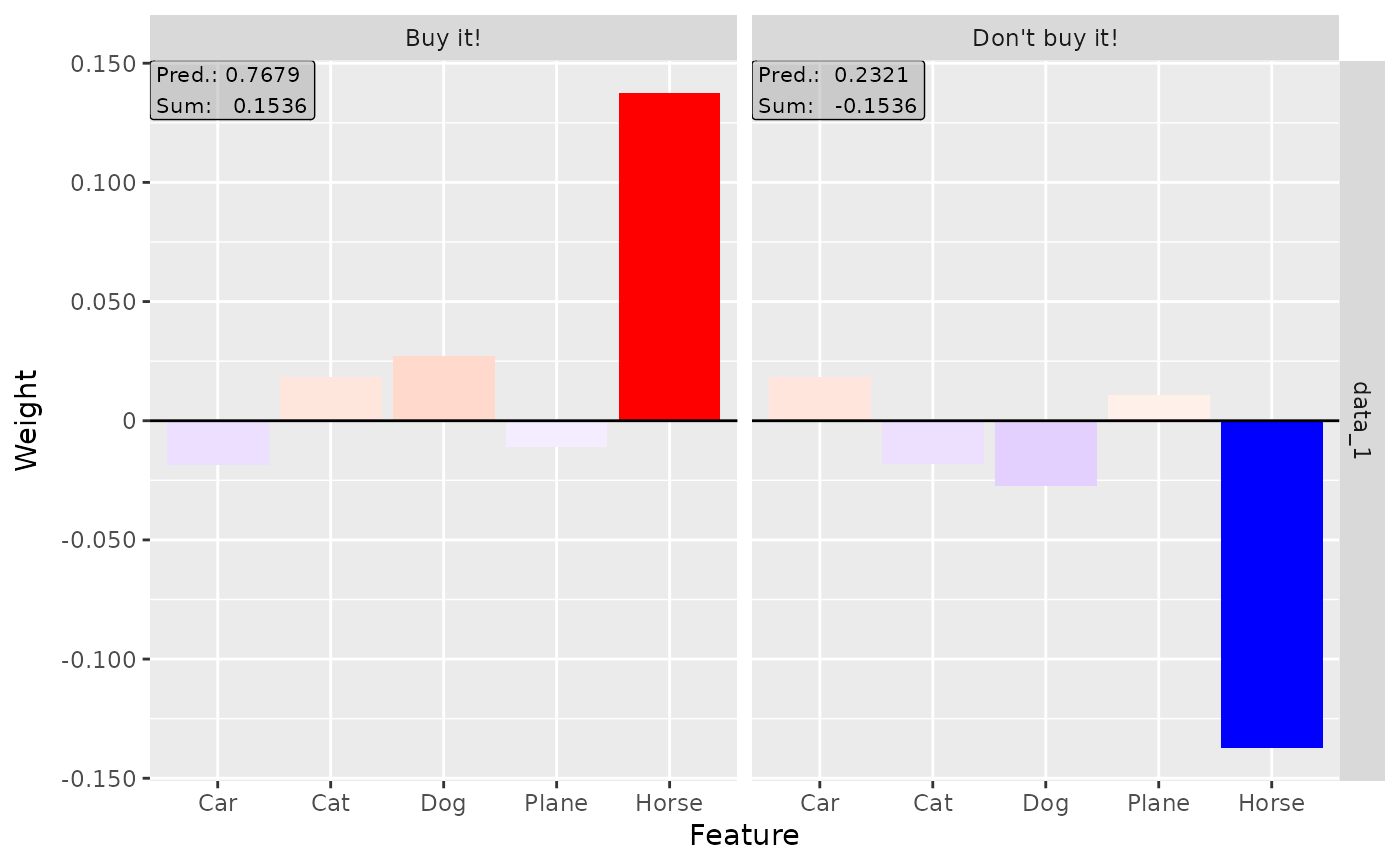 Buy it!
Don't buy it!
Pred.: 0.7679
Sum: 0.1536
Pred.: 0.2321
Sum: -0.1536
0.150
0.100
0.050
0
-0.050
-0.100
-0.150
Weight
data_1
Car Cat Dog Plane Horse
Car Cat Dog Plane Horse
Feature